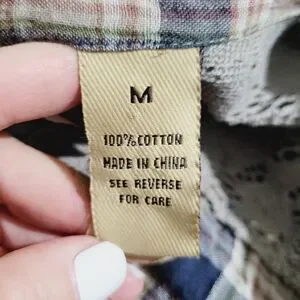 M
100% COTTON
MADE IN CHINA
SEE REVERSE
FOR CARE